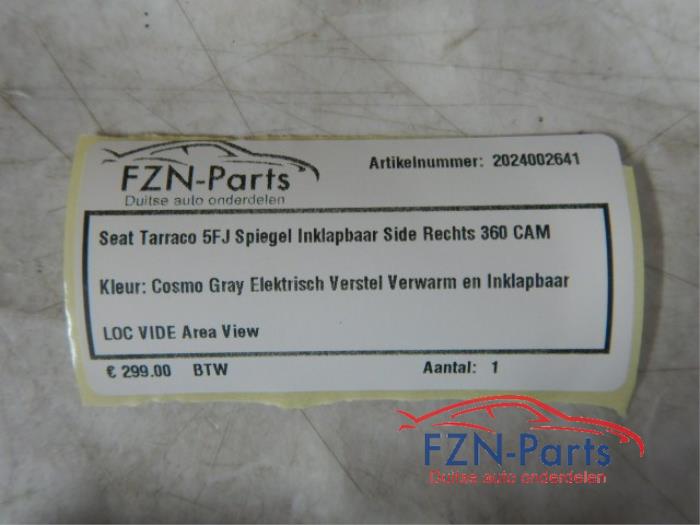 FZN-Parts
Duitse auto onderdelen
Artikelnummer: 2024002641
Seat Tarraco 5FJ Spiegel Inklapbaar Side Rechts 360 CAM
Kleur: Cosmo Gray Elektrisch Verstel Verwarm en Inklapbaar
LOC VIDE Area View
€ 299.00 BTW
Aantal: 1
FZN-Parts
Duitse auto onderdelen